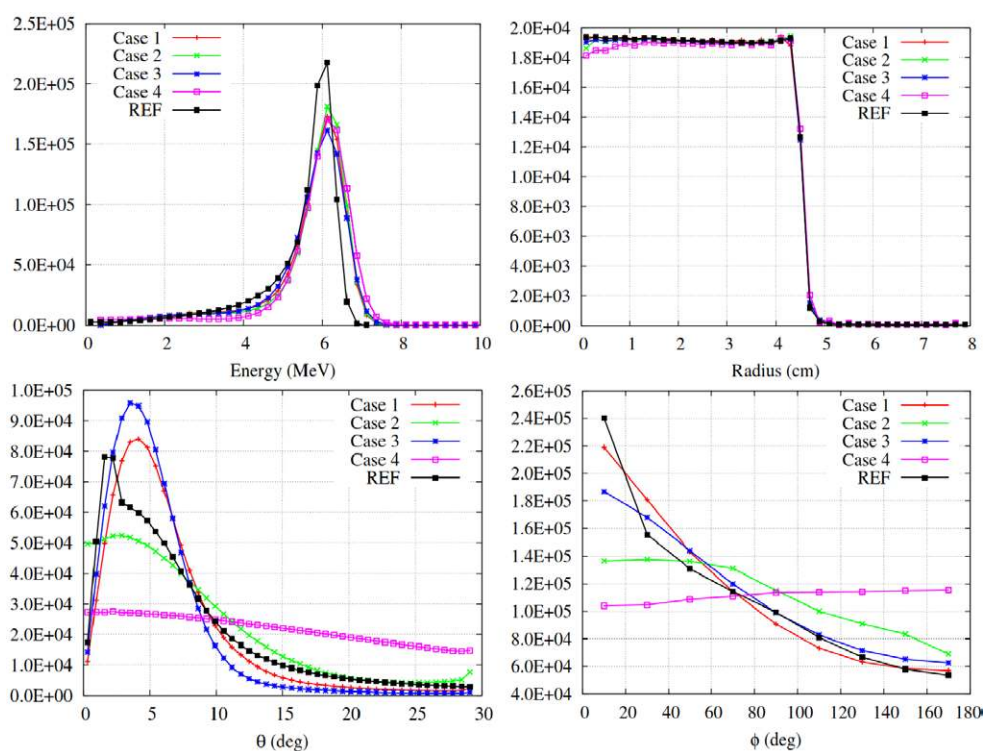 2.5E+05
2.0E+05
1.5E+05
1.0E+05
5.0E+04
0.0E+00
Case 1
Case 2
Case 3
Case 4
REF
0 2 4 6 8 10
Energy (MeV)
2.0E+04
1.8E+04
1.6E+04
1.4E+04
1.2E+04
1.0E+04
8.0E+03
6.0E+03
4.0E+03
2.0E+03
0.0E+00
Case 1
Case 2
Case 3
Case 4
REF
0 1 2 3 4 5 6 7 8
Radius (cm)
1.0E+05
9.0E+04
8.0E+04
7.0E+04
6.0E+04
5.0E+04
4.0E+04
3.0E+04
2.0E+04
1.0E+04
0.0E+00
Case 1
Case 2
Case 3
Case 4
REF
0 5 10 15 20 25 30
θ (deg)
2.6E+05
2.4E+05
2.2E+05
2.0E+05
1.8E+05
1.6E+05
1.4E+05
1.2E+05
1.0E+05
8.0E+04
6.0E+04
4.0E+04
Case 1
Case 2
Case 3
Case 4
REF
0 20 40 60 80 100 120 140 160 180
ϕ (deg)